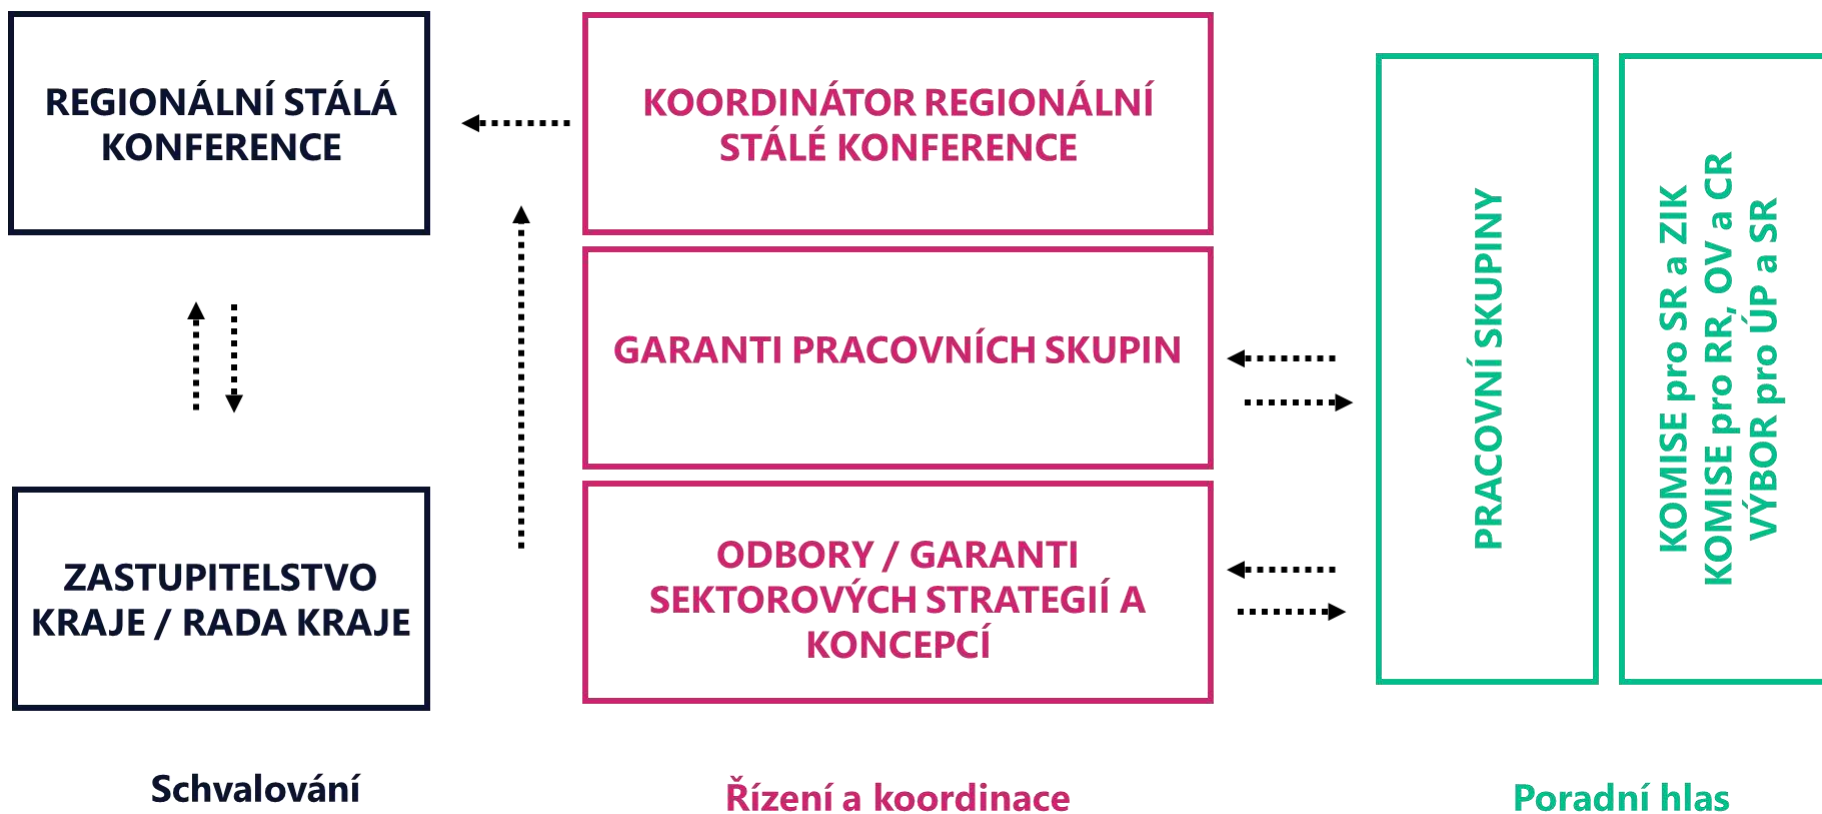 REGIONÁLNÍ STÁLÁ
KONFERENCE
ZASTUPITELSTVO
KRAJE / RADA KRAJE
Schvalování
KOORDINÁTOR REGIONÁLNÍ
STÁLÉ KONFERENCE
GARANTI PRACOVNÍCH SKUPIN
ODBORY / GARANTI
SEKTOROVÝCH STRATEGIÍ A
KONCEPCÍ
Řízení a koordinace
PRACOVNÍ SKUPINY
KOMISE pro SR a ZIK
KOMISE pro RR, OV a CR
VÝBOR pro ÚP a SR
Poradní hlas